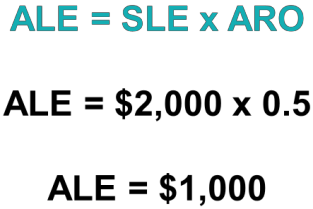 ALE = SLE x ARO
ALE = $2,000 x 0.5
ALE = $1,000